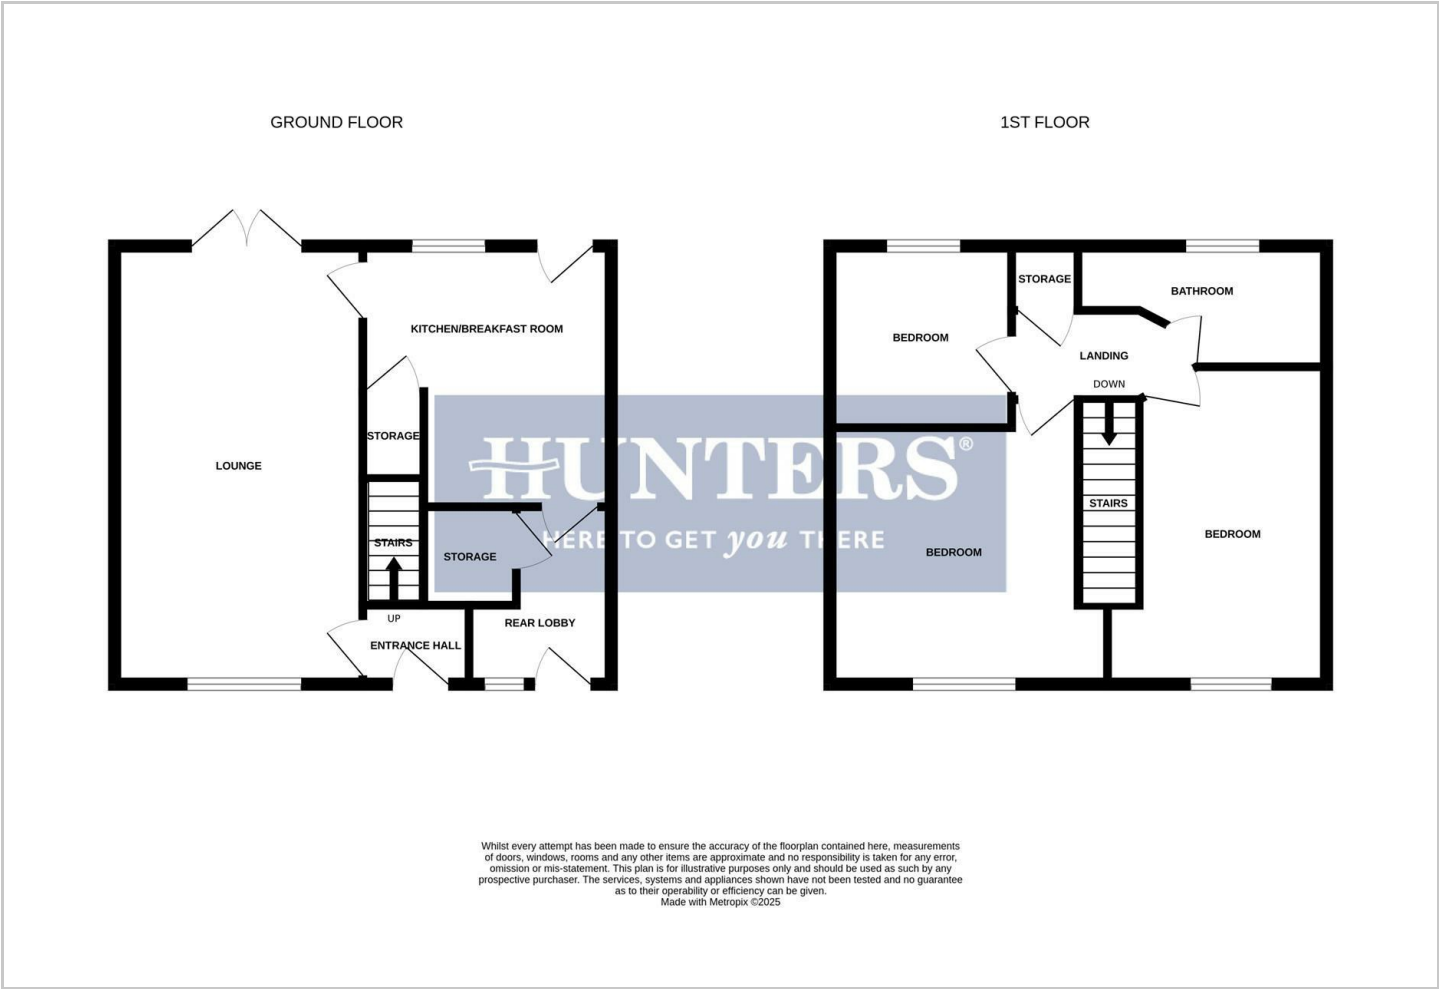 GROUND FLOOR
1ST FLOOR
KITCHEN/BREAKFAST ROOM
STORAGE
LOUNGE
STAIRS
STORAGE
UP
ENTRANCE HALL
REAR LOBBY
STORAGE
BATHROOM
BEDROOM
LANDING
DOWN
STAIRS
BEDROOM
BEDROOM
HUNTERS®
HERE TO GET you THERE
Whilst every attempt has been made to ensure the accuracy of the floorplan contained here, measurements
of doors, windows, rooms and any other items are approximate and no responsibility is taken for any error,
omission or mis-statement. This plan is for illustrative purposes only and should be used as such by any
prospective purchaser. The services, systems and appliances shown have not been tested and no guarantee
as to their operability or efficiency can be given.
Made with Metropix ©2025